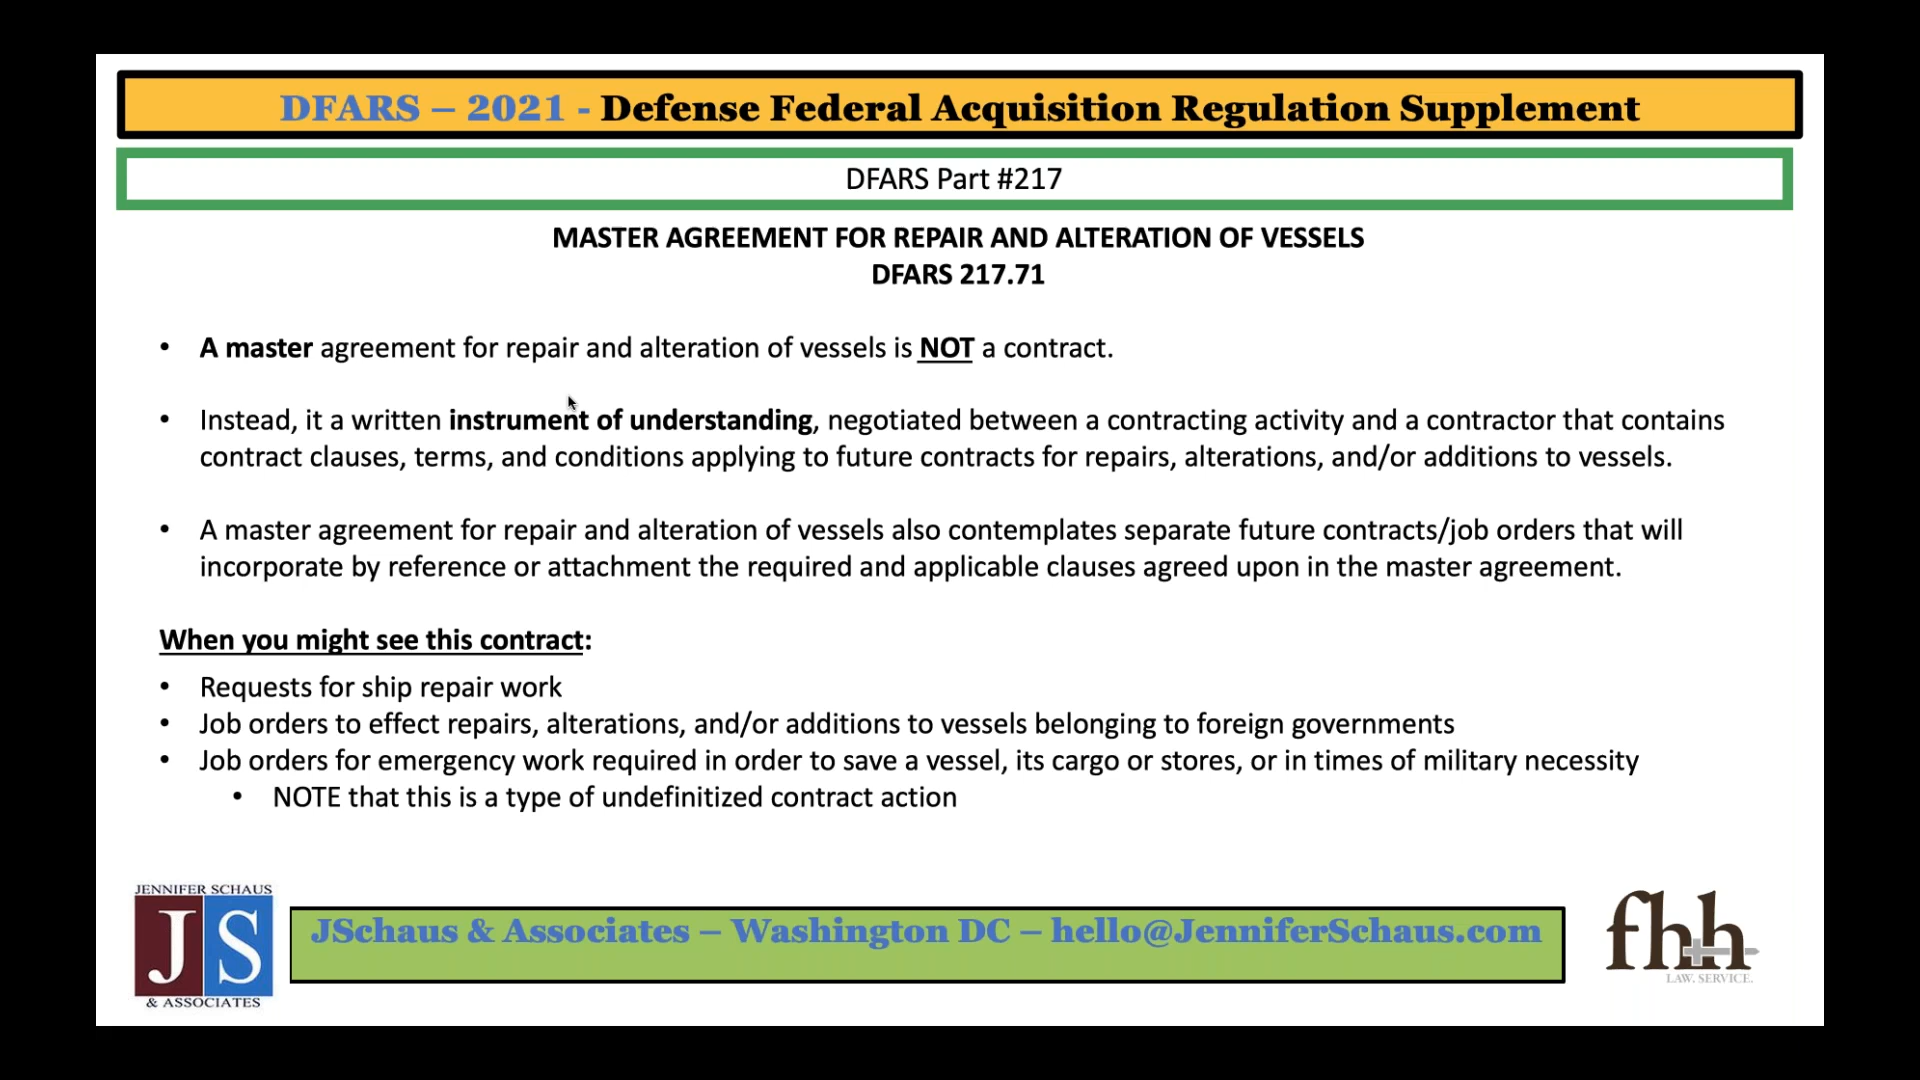 DFARS – 2021 - Defense Federal Acquisition Regulation Supplement
DFARS Part #217
MASTER AGREEMENT FOR REPAIR AND ALTERATION OF VESSELS
DFARS 217.71
• A master agreement for repair and alteration of vessels is NOT a contract.
• Instead, it a written instrument of understanding, negotiated between a contracting activity and a contractor that contains
contract clauses, terms, and conditions applying to future contracts for repairs, alterations, and/or additions to vessels.
• A master agreement for repair and alteration of vessels also contemplates separate future contracts/job orders that will
incorporate by reference or attachment the required and applicable clauses agreed upon in the master agreement.
When you might see this contract:
• Requests for ship repair work
• Job orders to effect repairs, alterations, and/or additions to vessels belonging to foreign governments
• Job orders for emergency work required in order to save a vessel, its cargo or stores, or in times of military necessity
• NOTE that this is a type of undefinitized contract action
JENNIFER SCHAUS
JS
& ASSOCIATES
JSchaus & Associates – Washington DC – hello@JenniferSchaus.com
fhh
LAW. SERVICE.